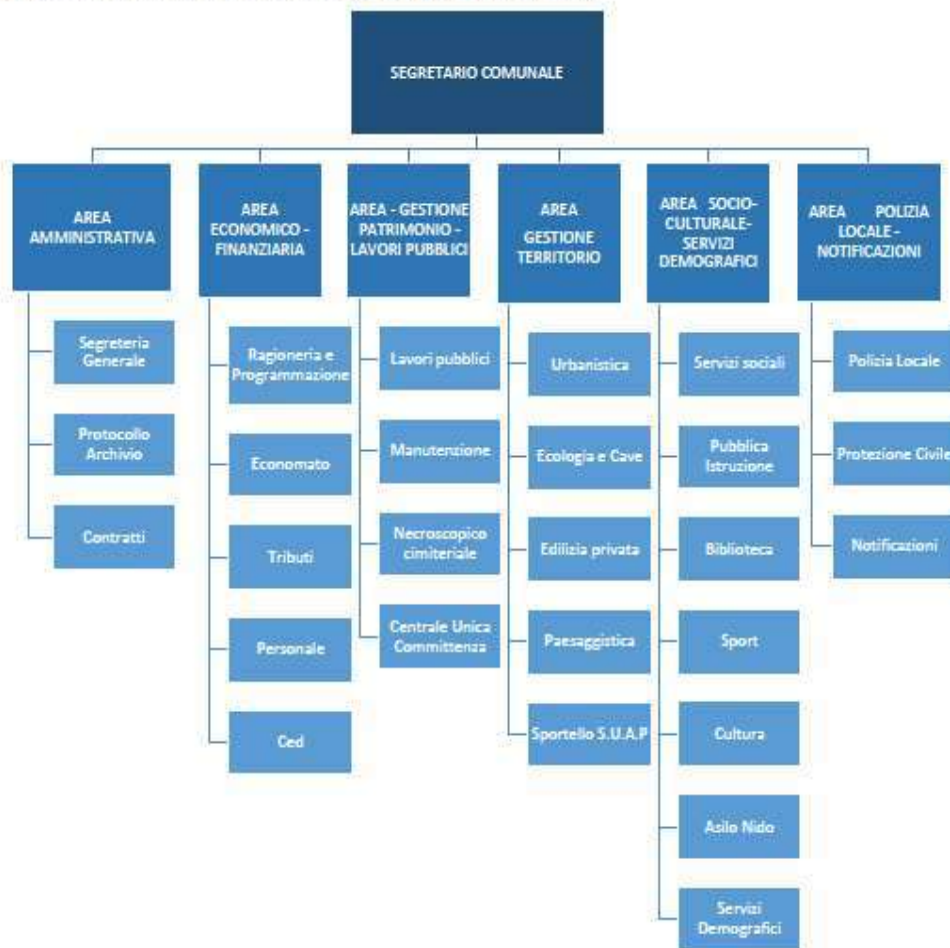 SEGRETARIO COMUNALE
AREA
AMMINISTRATIVA
Segreteria
Generale
Protocollo
Archivio
Contratti
AREA
ECONOMICO -
FINANZIARIA
Ragioneria e
Programmazione
Economato
Tributi
Personale
Ced
AREA - GESTIONE
PATRIMONIO -
LAVORI PUBBLICI
Lavori pubblici
Manutenzione
Necroscopico
cimiteriale
Centrale Unica
Committenza
AREA
GESTIONE
TERRITORIO
Urbanistica
Ecologia e Cave
Edilizia privata
Paesaggistica
Sportello S.U.A.P
AREA SOCIO-
CULTURALE-
SERVIZI
DEMOGRAFICI
Servizi sociali
Pubblica
Istruzione
Biblioteca
Sport
Cultura
Asilo Nido
Servizi
Demografici
AREA POLIZIA
LOCALE -
NOTIFICAZIONI
Polizia Locale
Protezione Civile
Notificazioni